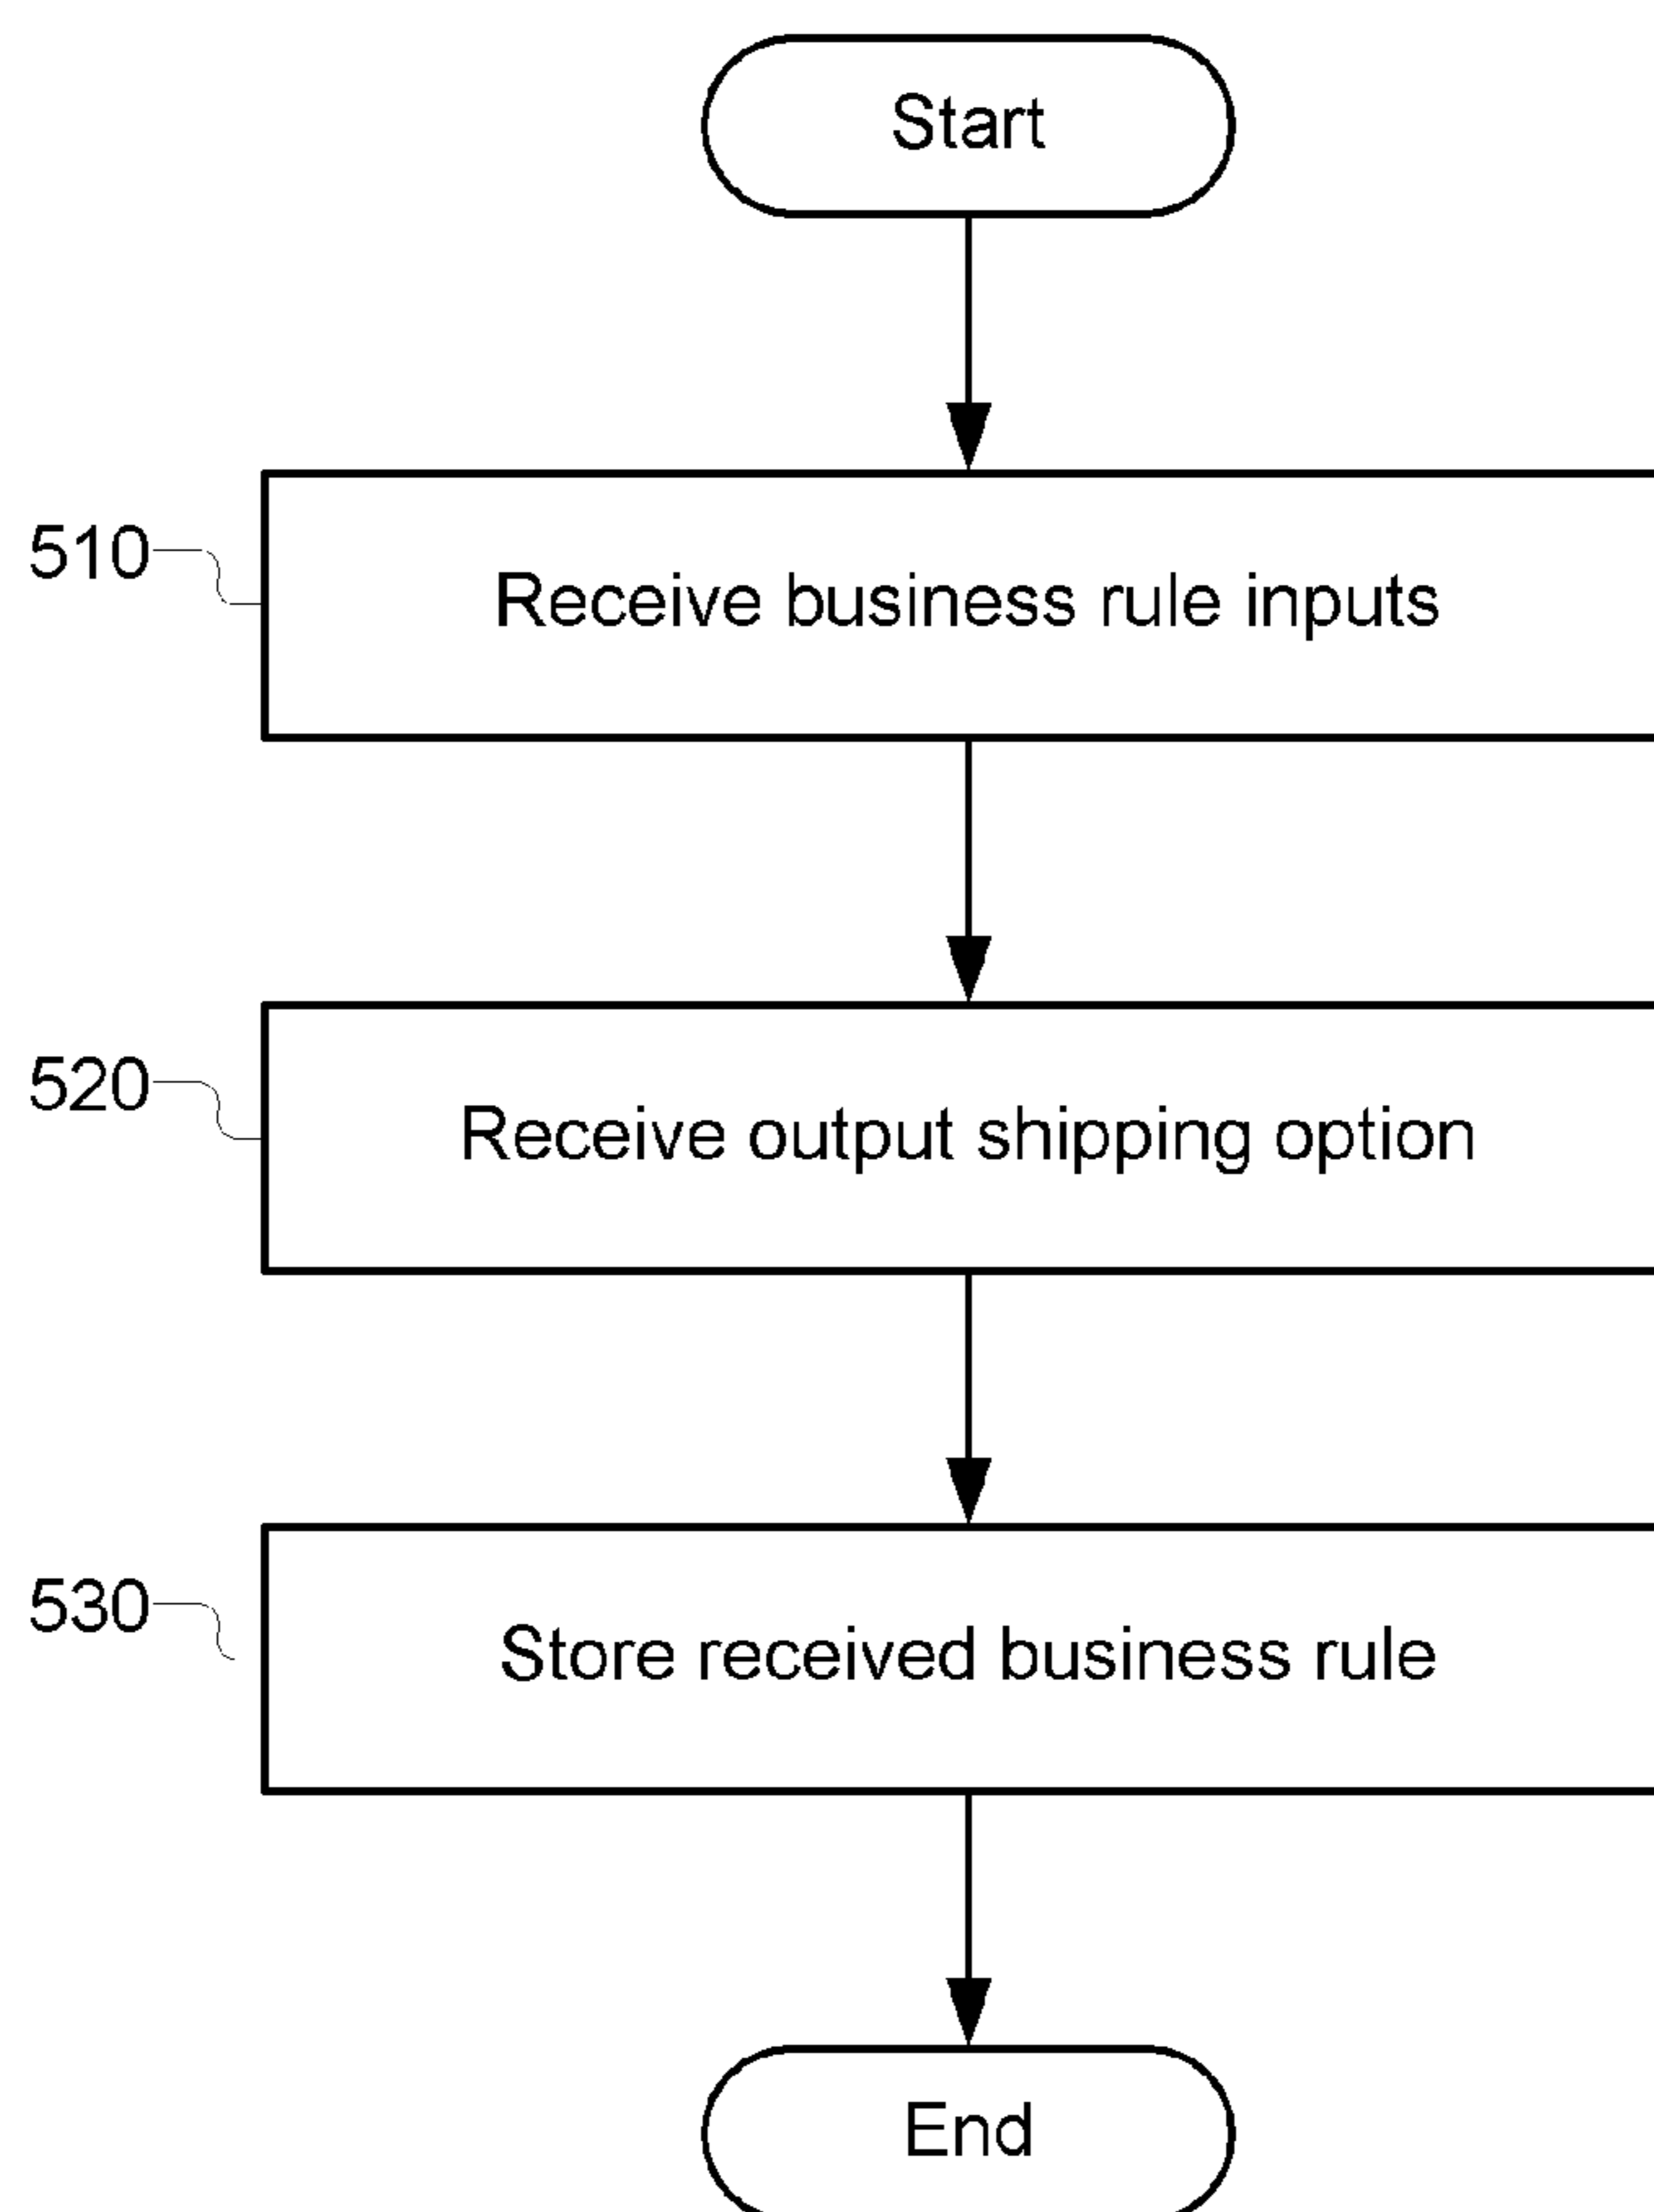 Start
510
Receive business rule inputs
520
Receive output shipping option
530
Store received business rule
End